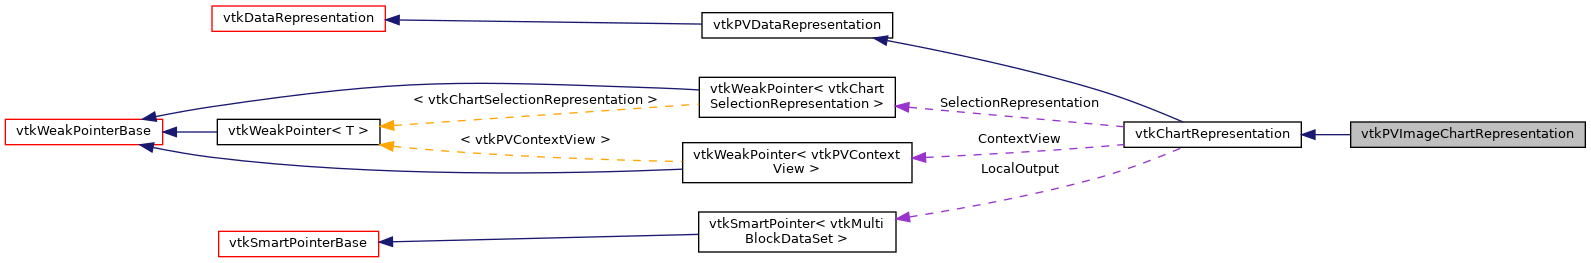 vtkDataRepresentation
vtkPVDataRepresentation
vtkWeakPointer< vtkChart
SelectionRepresentation >
< vtkChartSelectionRepresentation >
SelectionRepresentation
vtkWeakPointerBase
vtkWeakPointer< T >
vtkChartRepresentation
vtkPVImageChartRepresentation
< vtkPVContextView >
ContextView
vtkWeakPointer< vtkPVContext
View >
LocalOutput
vtkSmartPointer< vtkMulti
BlockDataSet >
vtkSmartPointerBase